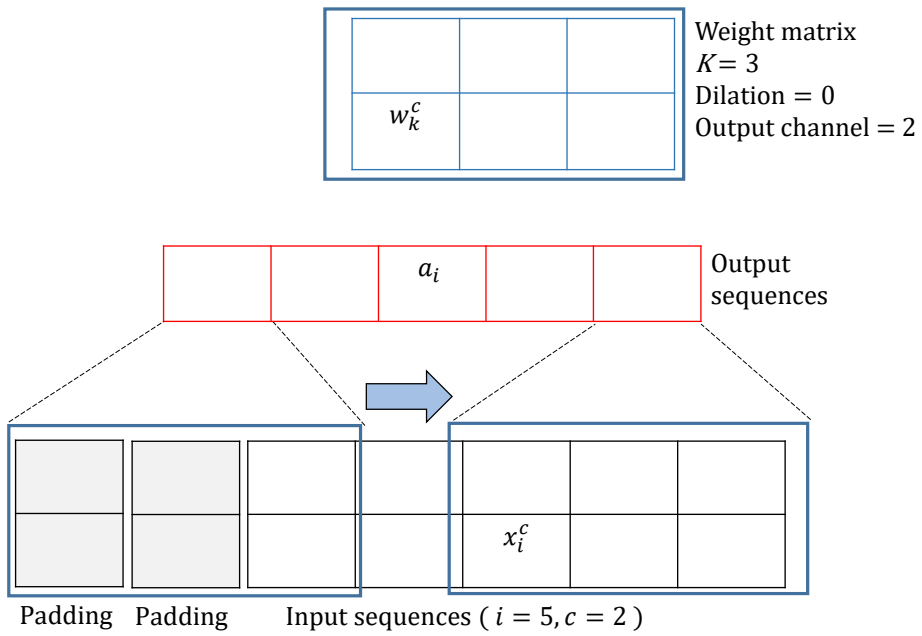 Weight matrix
K = 3
Dilation = 0
Output channel = 2
w_k^c
a_i
Output
sequences
x_i^c
Padding Padding Input sequences ( i = 5, c = 2 )